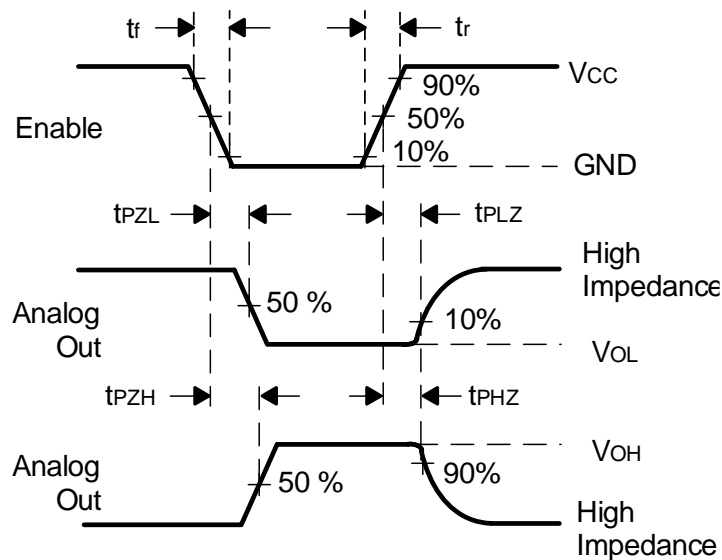 tf
tr
VCC
90%
Enable
50%
10%
GND
tPZL
tPLZ
High
Impedance
50 %
Analog
Out
10%
VOL
tPZH
tPHZ
VOH
Analog
Out
50 %
90%
High
Impedance